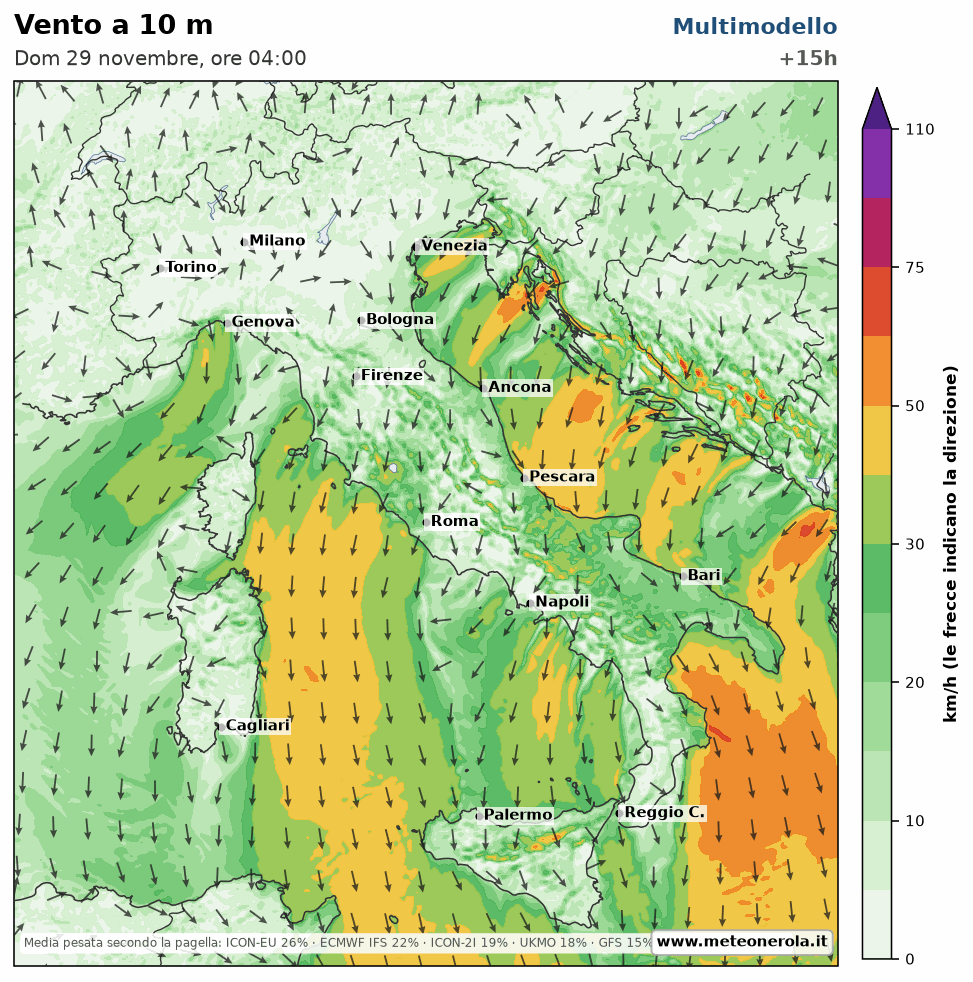 Vento a 10 m
Multimodello
Dom 29 novembre, ore 04:00
+15h
110
75
50
30
20
10
0
km/h (le frecce indicano la direzione)
Venezia
Milano
Torino
Genova
Bologna
Firenze
Ancona
Pescara
Roma
Bari
Napoli
Cagliari
Palermo
Reggio C.
Media pesata secondo la pagella: ICON-EU 26% · ECMWF IFS 22% · ICON-2I 19% · UKMO 18% · GFS 15%
www.meteonerola.it